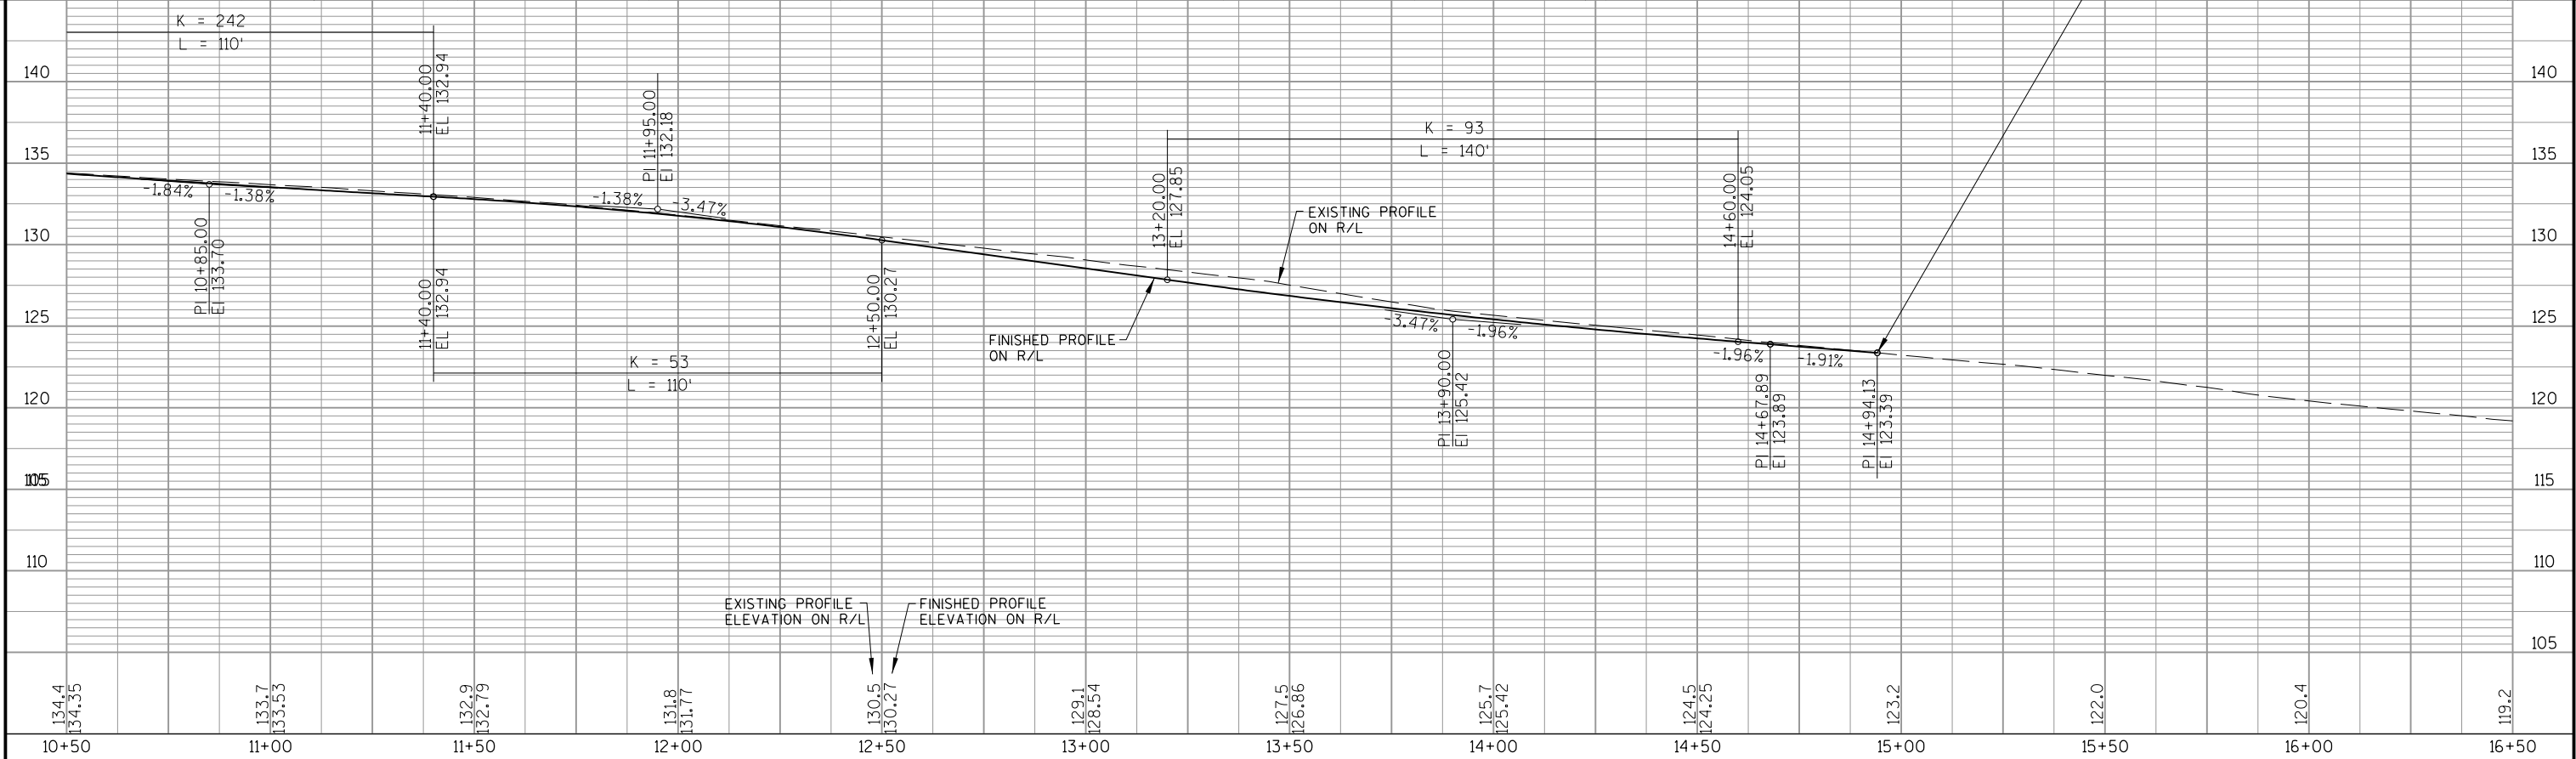 K = 242
L = 110'
140
140
11+40.00
EL 132.94
PI 11+95.00
El 132.18
K = 93
L = 140'
135
135
13+20.00
EL 127.85
14+60.00
EL 124.05
-1.84%
-1.38%
-1.38%
-3.47%
EXISTING PROFILE
ON R/L
130
130
PI 10+85.00
El 133.70
11+40.00
EL 132.94
12+50.00
EL 130.27
125
125
-3.47%
-1.96%
FINISHED PROFILE
ON R/L
-1.96%
-1.91%
K = 53
L = 110'
PI 13+90.00
El 125.42
PI 14+67.89
El 123.89
PI 14+94.13
El 123.39
120
120
115
110
110
EXISTING PROFILE
ELEVATION ON R/L
FINISHED PROFILE
ELEVATION ON R/L
105
134.4
134.35
133.7
133.53
132.9
132.79
131.8
131.77
130.5
130.27
129.1
128.54
127.5
126.86
125.7
125.42
124.5
124.25
123.2
122.0
120.4
119.2
10+50
11+00
11+50
12+00
12+50
13+00
13+50
14+00
14+50
15+00
15+50
16+00
16+50